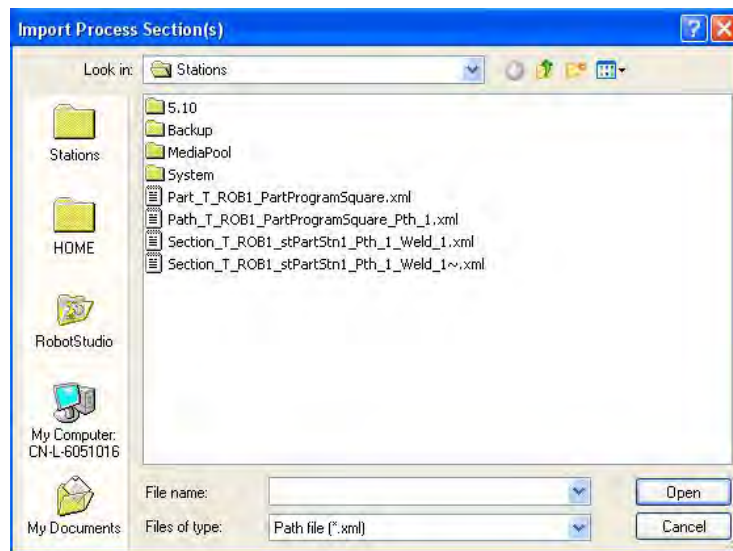 Import Process Section(s)
Look in: Stations
Stations
HOME
RobotStudio
My Computer:
CN-L-6051016
My Documents
5.10
Backup
MediaPool
System
Part_T_ROB1_PartProgramSquare.xml
Path_T_ROB1_PartProgramSquare_Pth_1.xml
Section_T_ROB1_stPartStn1_Pth_1_Weld_1.xml
Section_T_ROB1_stPartStn1_Pth_1_Weld_1~.xml
File name:
Open
Files of type: Path file (*.xml)
Cancel